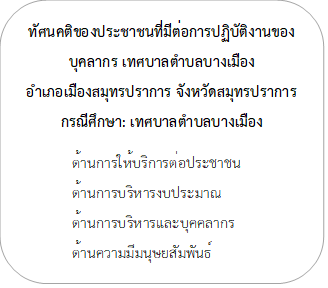 ทัศนคติของประชาชนที่มีต่อการปฏิบัติงานของ
บุคลากร เทศบาลตำบลบางเมือง
อำเภอเมืองสมุทรปราการ จังหวัดสมุทรปราการ
กรณีศึกษา: เทศบาลตำบลบางเมือง
ด้านการให้บริการต่อประชาชน
ด้านการบริหารงบประมาณ
ด้านการบริหารและบุคคลากร
ด้านความมีมนุษยสัมพันธ์